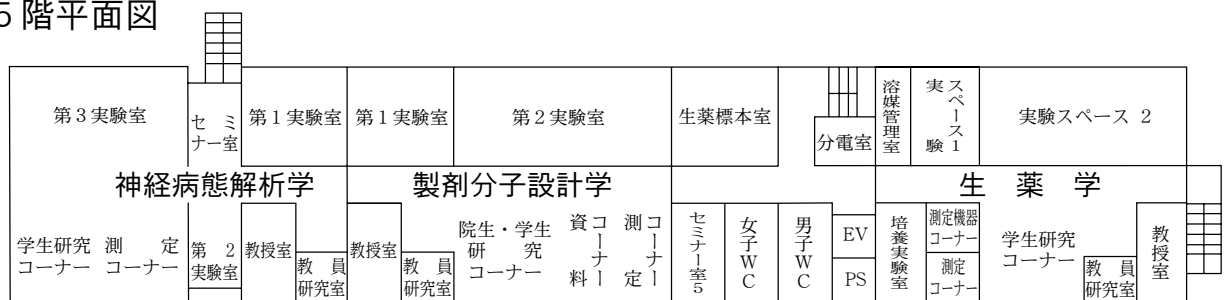 5階平面図
第3実験室
セミ
ナー室
第1実験室
第1実験室
第2実験室
生薬標本室
分電室
溶媒管理室
実験
スペース1
実験スペース 2
神経病態解析学
製剤分子設計学
生薬学
学生研究
コーナー
測定
コーナー
第2
実験室
教授室
教員
研究室
教授室
教員
研究室
院生・学生
研究
コーナー
資料
コーナー
測定
コーナー
セミナー室5
女子WC
男子WC
EV
PS
培養実験室
測定機器
コーナー
測定
コーナー
学生研究
コーナー
教員
研究室
教授室